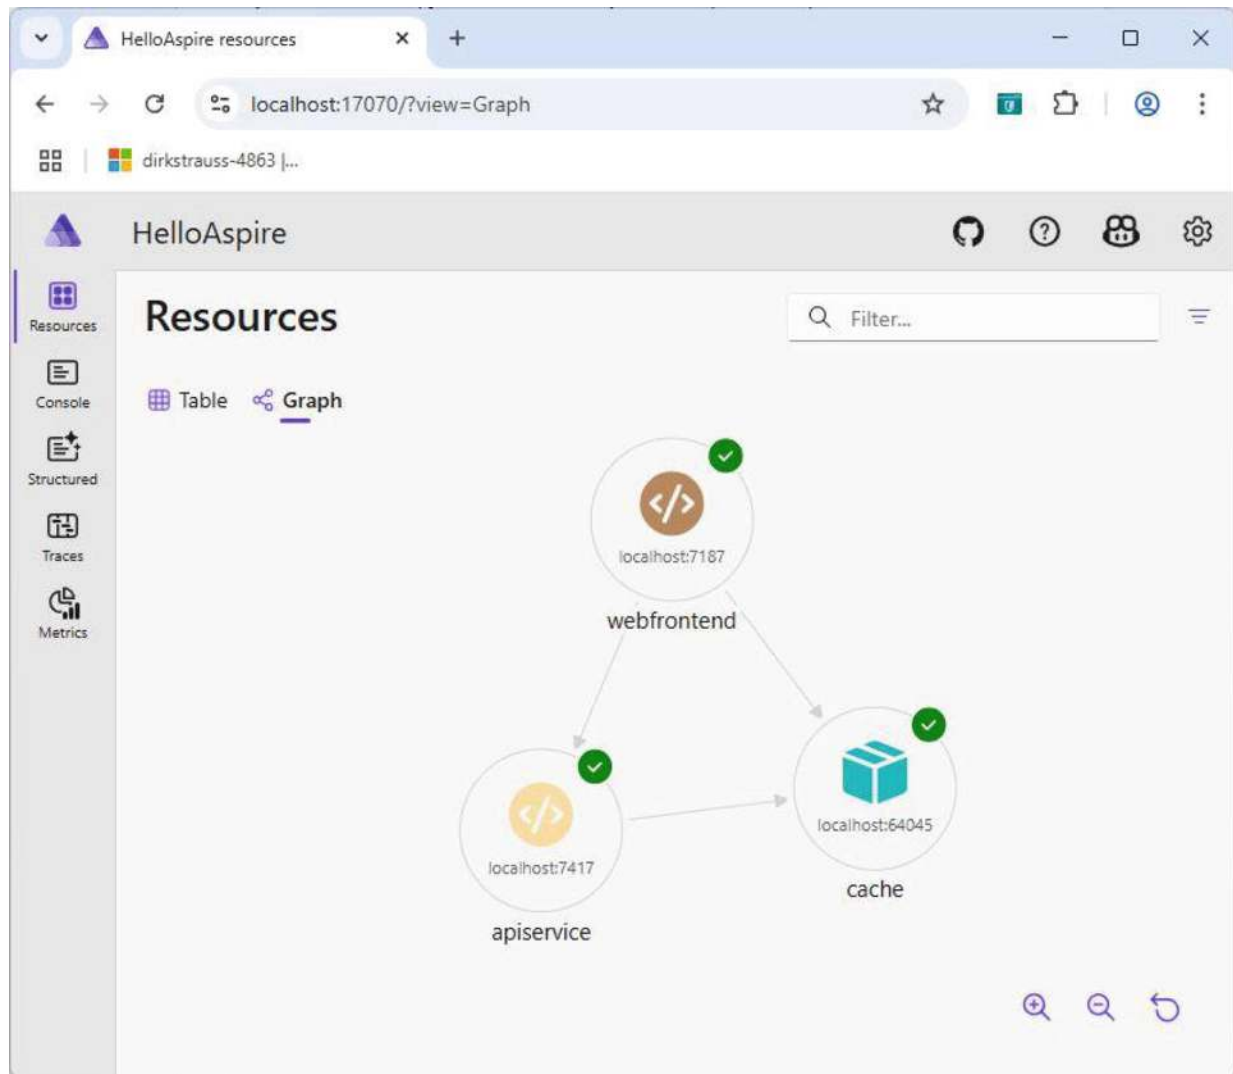 HelloAspire resources
localhost:17070/?view=Graph
dirkstrauss-4863 |...
HelloAspire
Resources
Console
Structured
Traces
Metrics
Resources
Filter...
Table Graph
localhost:7187
webfrontend
localhost:64045
cache
localhost:7417
apiservice